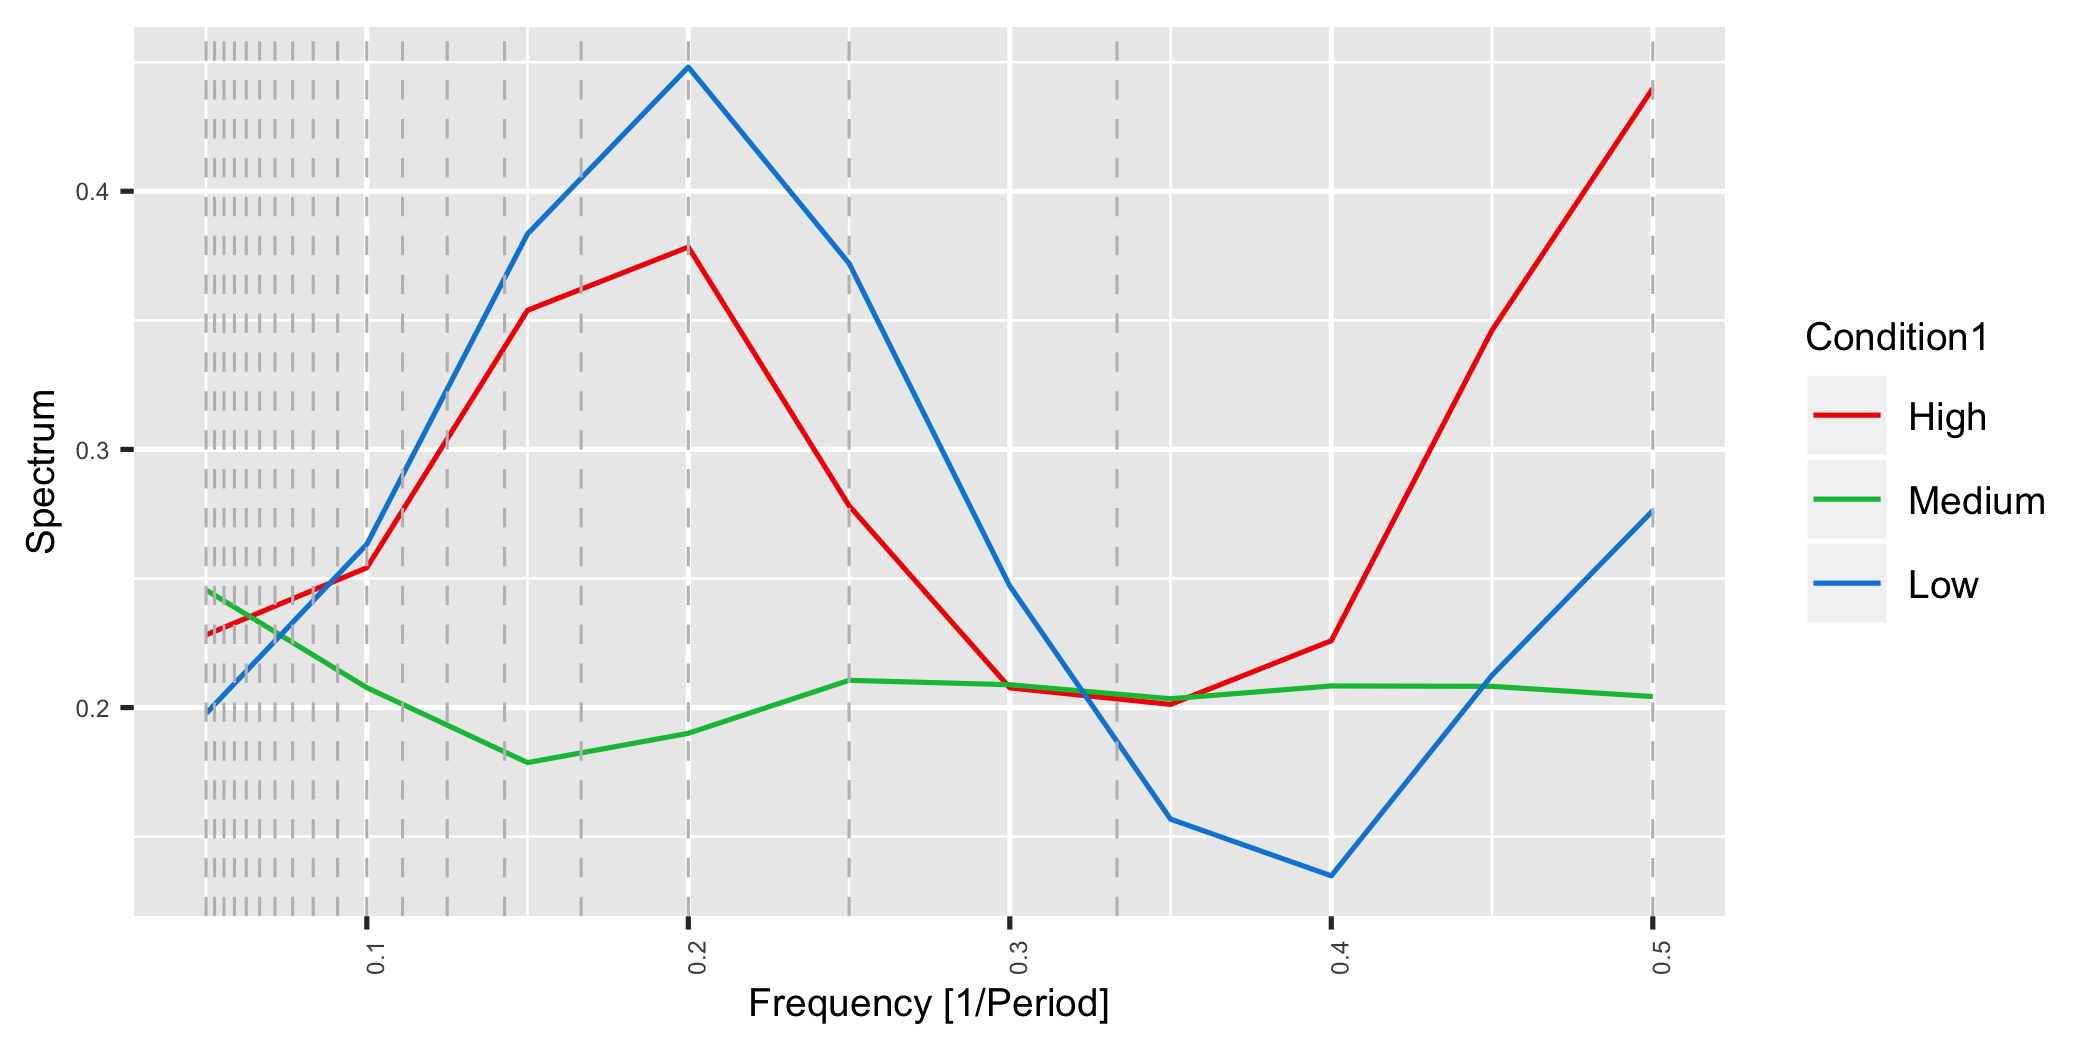 Spectrum
0.4
0.3
0.2
0.1
0.2
0.3
0.4
0.5
Frequency [1/Period]
Condition1
High
Medium
Low